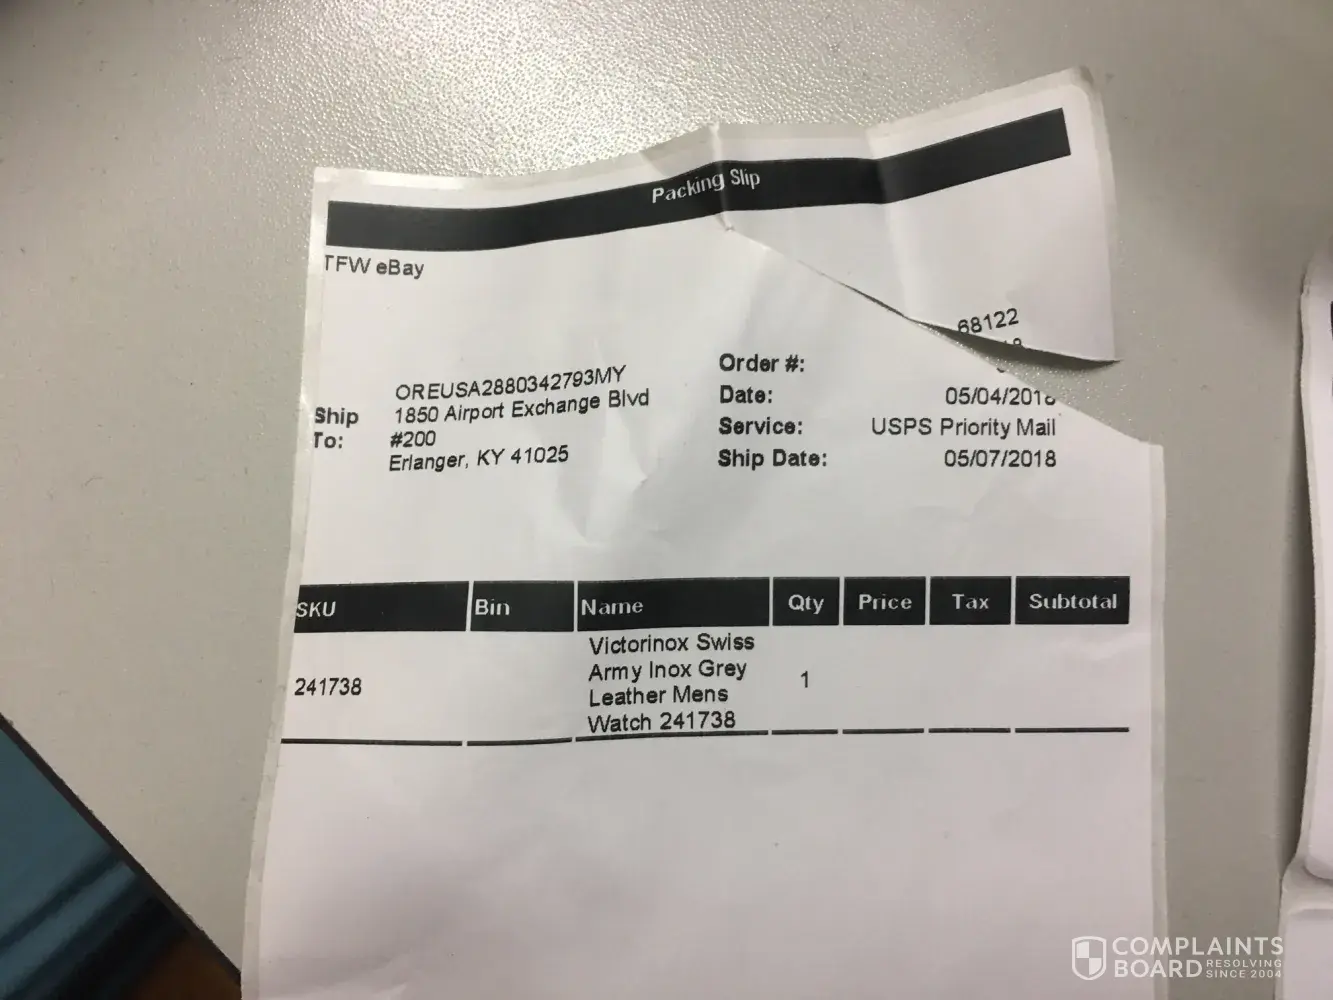 Packing Slip
TFW eBay
68122
Ship To:
OREUSA2880342793MY
1850 Airport Exchange Blvd
#200
Erlanger, KY 41025
Order #:
Date: 05/04/2018
Service: USPS Priority Mail
Ship Date: 05/07/2018
SKU Bin Name Qty Price Tax Subtotal
241738 Victorinox Swiss 1
Army Inox Grey
Leather Mens
Watch 241738
COMPLAINTS
BOARD RESOLVING
SINCE 2004